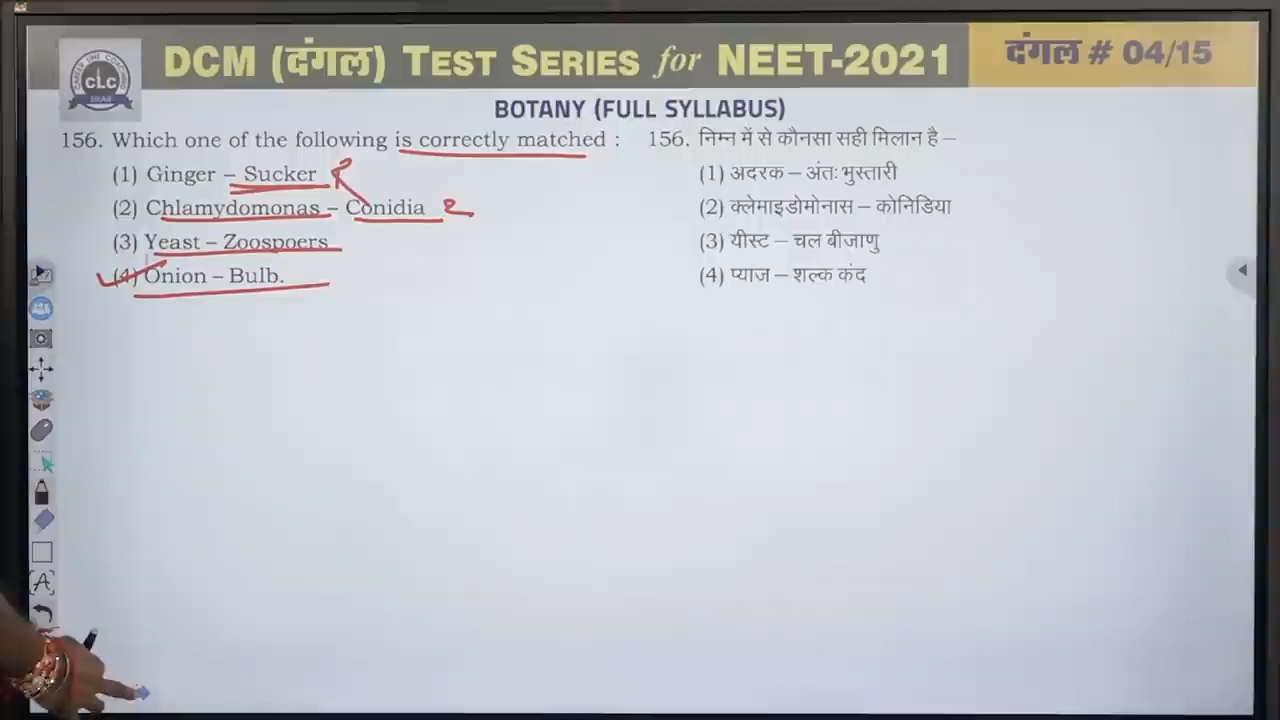 DCM (दंगल) TEST SERIES for NEET-2021
दंगल # 04/15
CLC
BOTANY (FULL SYLLABUS)
156. Which one of the following is correctly matched :
(1) Ginger – Sucker
(2) Chlamydomonas – Conidia
(3) Yeast – Zoospoers
(4) Onion – Bulb.
156. निम्न में से कौनसा सही मिलान है –
(1) अदरक – अंतः भुस्तारी
(2) क्लेमाइडोमोनास – कोनिडिया
(3) यीस्ट – चल बीजाणु
(4) प्याज – शल्क कंद
[A]